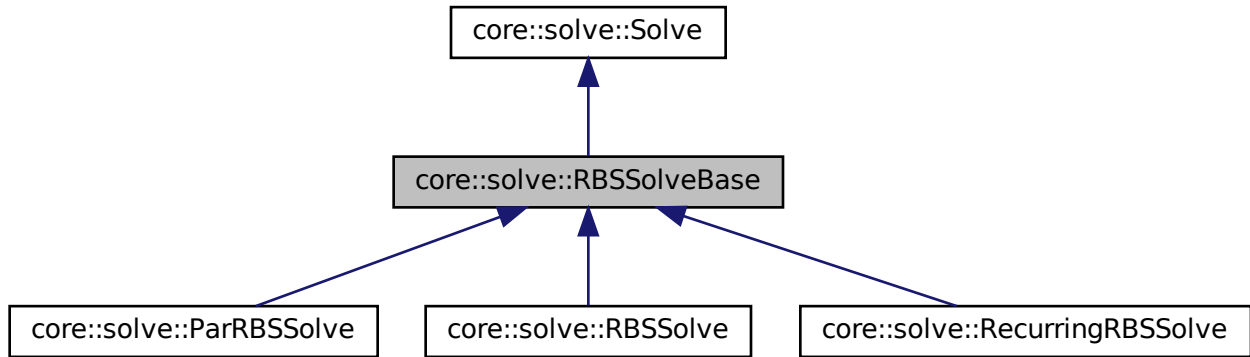 core::solve::Solve
core::solve::RBSSolveBase
core::solve::ParRBSSolve
core::solve::RBSSolve
core::solve::RecurringRBSSolve